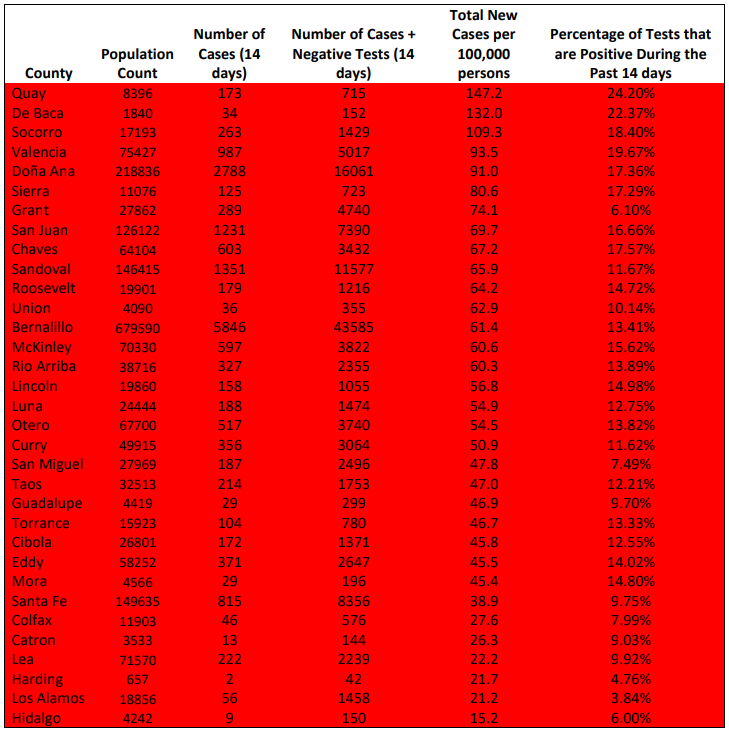 Total New
Number of Number of Cases + Cases per Percentage of Tests that
Population Cases (14 Negative Tests (14 100,000 are Positive During the
County Count days) days) persons Past 14 days
Quay 8396 173 715 147.2 24.20%
De Baca 1840 34 152 132.0 22.37%
Socorro 17193 263 1429 109.3 18.40%
Valencia 75427 987 5017 93.5 19.67%
Doña Ana 218836 2788 16061 91.0 17.36%
Sierra 11076 125 723 80.6 17.29%
Grant 27862 289 4740 74.1 6.10%
San Juan 126122 1231 7390 69.7 16.66%
Chaves 64104 603 3432 67.2 17.57%
Sandoval 146415 1351 11577 65.9 11.67%
Roosevelt 19901 179 1216 64.2 14.72%
Union 4090 36 355 62.9 10.14%
Bernalillo 679590 5846 43585 61.4 13.41%
McKinley 70330 597 3822 60.6 15.62%
Rio Arriba 38716 327 2355 60.3 13.89%
Lincoln 19860 158 1055 56.8 14.98%
Luna 24444 188 1474 54.9 12.75%
Otero 67700 517 3740 54.5 13.82%
Curry 49915 356 3064 50.9 11.62%
San Miguel 27969 187 2496 47.8 7.49%
Taos 32513 214 1753 47.0 12.21%
Guadalupe 4419 29 299 46.9 9.70%
Torrance 15923 104 780 46.7 13.33%
Cibola 26801 172 1371 45.8 12.55%
Eddy 58252 371 2647 45.5 14.02%
Mora 4566 29 196 45.4 14.80%
Santa Fe 149635 815 8356 38.9 9.75%
Colfax 11903 46 576 27.6 7.99%
Catron 3533 13 144 26.3 9.03%
Lea 71570 222 2239 22.2 9.92%
Harding 657 2 42 21.7 4.76%
Los Alamos 18856 56 1458 21.2 3.84%
Hidalgo 4242 9 150 15.2 6.00%